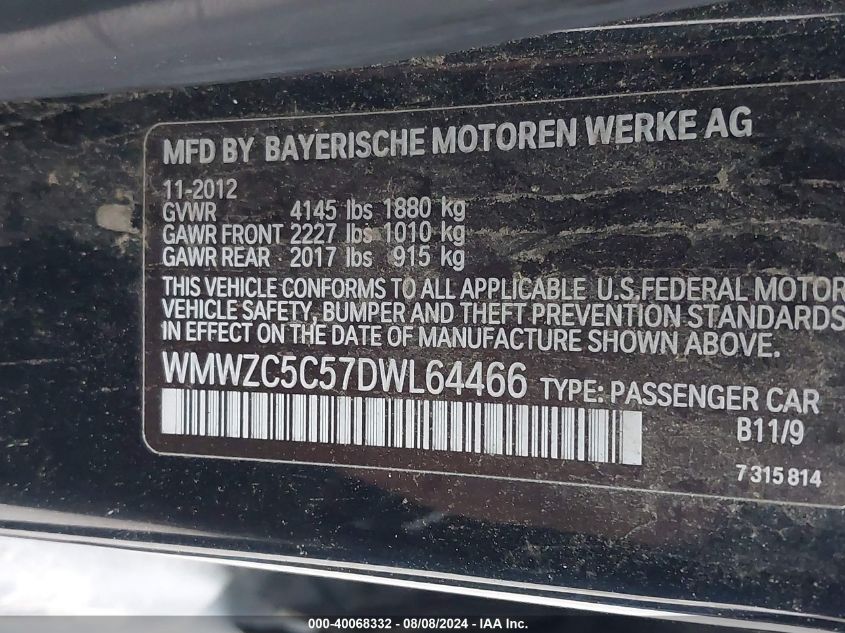 MFD BY BAYERISCHE MOTOREN WERKE AG
11-2012
GVWR 4145 lbs 1880 kg
GAWR FRONT 2227 lbs 1010 kg
GAWR REAR 2017 lbs 915 kg
THIS VEHICLE CONFORMS TO ALL APPLICABLE U.S.FEDERAL MOTOR
VEHICLE SAFETY, BUMPER AND THEFT PREVENTION STANDARDS
IN EFFECT ON THE DATE OF MANUFACTURE SHOWN ABOVE.
WMWZC5C57DWL64466 TYPE: PASSENGER CAR
B11/9
7 315 814
000-40068332 - 08/08/2024 - IAA Inc.